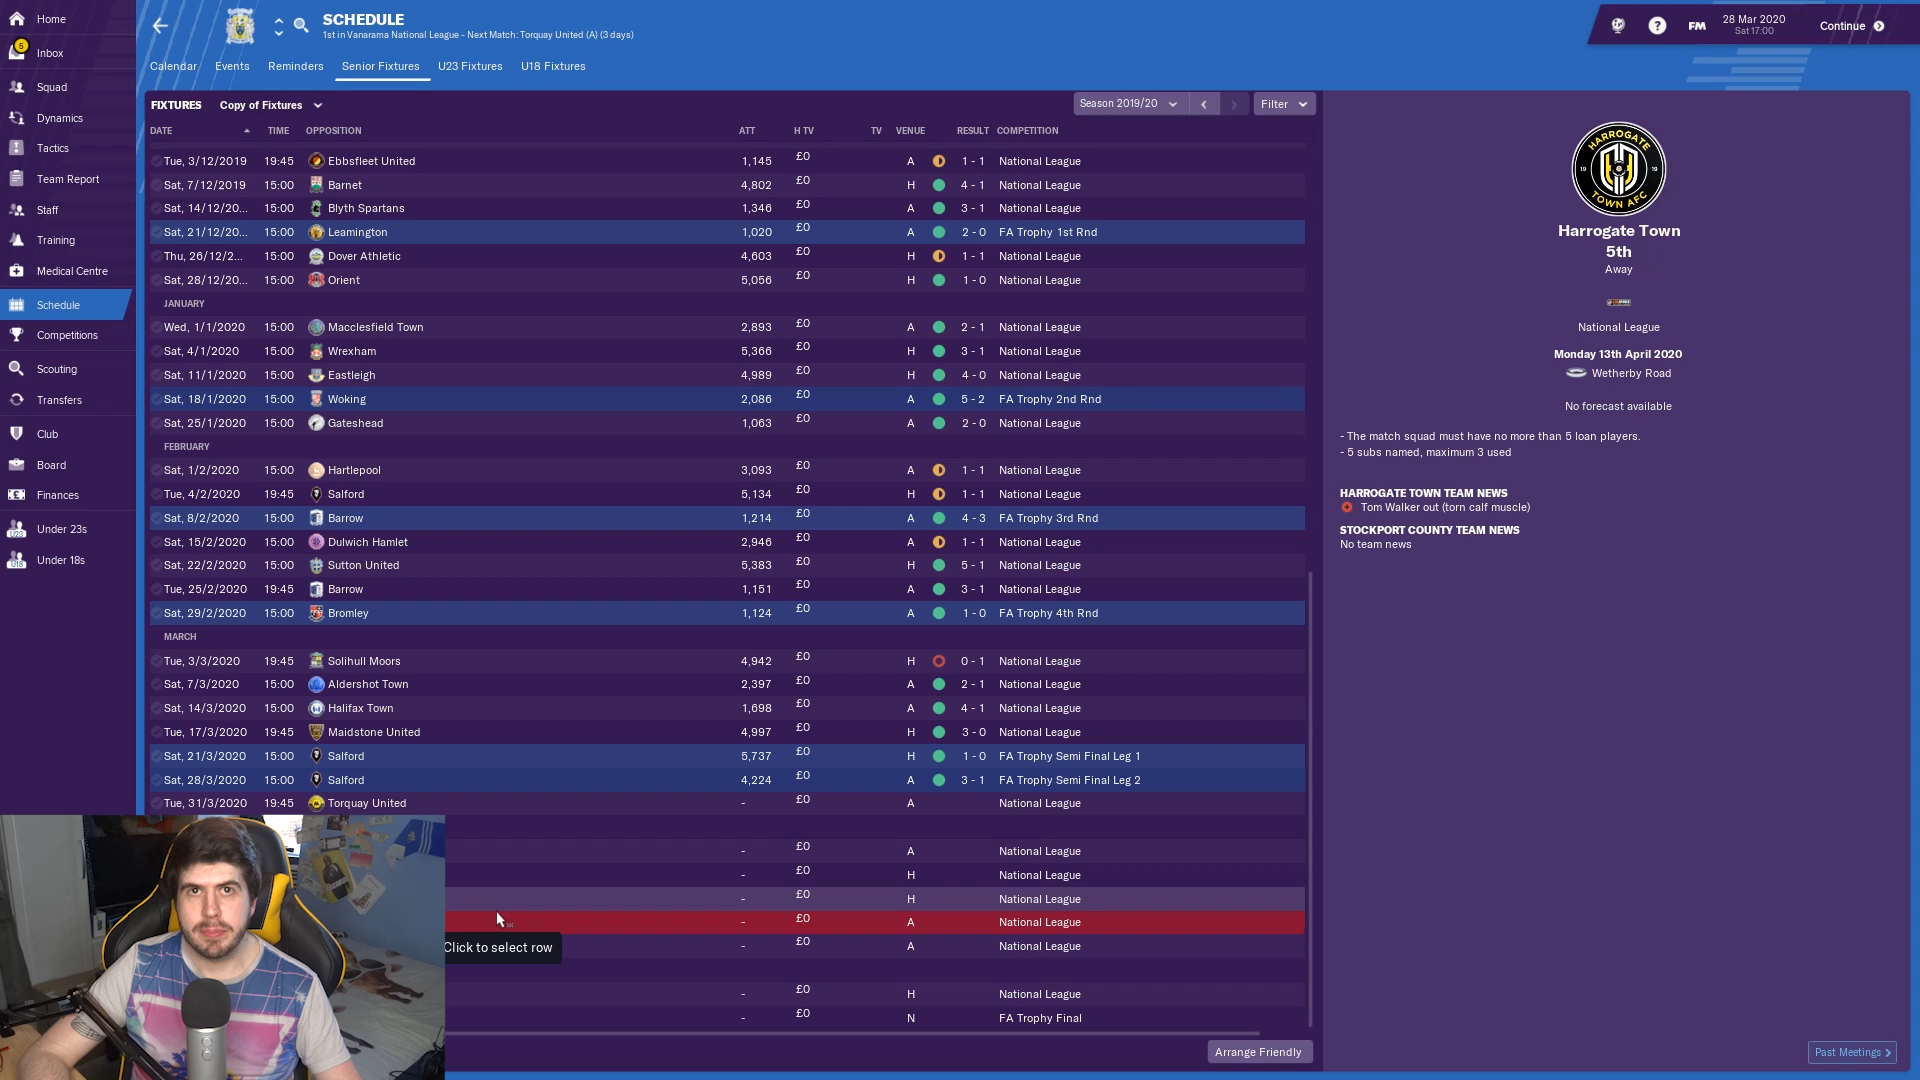 Home
5
Inbox
Squad
Dynamics
Tactics
Team Report
Staff
Training
Medical Centre
Schedule
Competitions
Scouting
Transfers
Club
Board
Finances
U23
Under 23s
U18
Under 18s
SCHEDULE
1st in Vanarama National League - Next Match: Torquay United (A) (3 days)
? FM 28 Mar 2020 Continue
Sat 17:00
Calendar Events Reminders Senior Fixtures U23 Fixtures U18 Fixtures
FIXTURES Copy of Fixtures Season 2019/20 Filter
DATE TIME OPPOSITION ATT H TV TV VENUE RESULT COMPETITION
Tue, 3/12/2019 19:45 Ebbsfleet United 1,145 £0 A 1 - 1 National League
Sat, 7/12/2019 15:00 Barnet 4,802 £0 H 4 - 1 National League
Sat, 14/12/20... 15:00 Blyth Spartans 1,346 £0 A 3 - 1 National League
Sat, 21/12/20... 15:00 Leamington 1,020 £0 A 2 - 0 FA Trophy 1st Rnd
Thu, 26/12/2... 15:00 Dover Athletic 4,603 £0 H 1 - 1 National League
Sat, 28/12/20... 15:00 Orient 5,056 £0 H 1 - 0 National League
JANUARY
Wed, 1/1/2020 15:00 Macclesfield Town 2,893 £0 A 2 - 1 National League
Sat, 4/1/2020 15:00 Wrexham 5,366 £0 H 3 - 1 National League
Sat, 11/1/2020 15:00 Eastleigh 4,989 £0 H 4 - 0 National League
Sat, 18/1/2020 15:00 Woking 2,086 £0 A 5 - 2 FA Trophy 2nd Rnd
Sat, 25/1/2020 15:00 Gateshead 1,063 £0 A 2 - 0 National League
FEBRUARY
Sat, 1/2/2020 15:00 Hartlepool 3,093 £0 A 1 - 1 National League
Tue, 4/2/2020 19:45 Salford 5,134 £0 H 1 - 1 National League
Sat, 8/2/2020 15:00 Barrow 1,214 £0 A 4 - 3 FA Trophy 3rd Rnd
Sat, 15/2/2020 15:00 Dulwich Hamlet 2,946 £0 A 1 - 1 National League
Sat, 22/2/2020 15:00 Sutton United 5,383 £0 H 5 - 1 National League
Tue, 25/2/2020 19:45 Barrow 1,151 £0 A 3 - 1 National League
Sat, 29/2/2020 15:00 Bromley 1,124 £0 A 1 - 0 FA Trophy 4th Rnd
MARCH
Tue, 3/3/2020 19:45 Solihull Moors 4,942 £0 H 0 - 1 National League
Sat, 7/3/2020 15:00 Aldershot Town 2,397 £0 A 2 - 1 National League
Sat, 14/3/2020 15:00 Halifax Town 1,698 £0 A 4 - 1 National League
Tue, 17/3/2020 19:45 Maidstone United 4,997 £0 H 3 - 0 National League
Sat, 21/3/2020 15:00 Salford 5,737 £0 H 1 - 0 FA Trophy Semi Final Leg 1
Sat, 28/3/2020 15:00 Salford 4,224 £0 A 3 - 1 FA Trophy Semi Final Leg 2
Tue, 31/3/2020 19:45 Torquay United - £0 A National League
- £0 A National League
- £0 H National League
- £0 H National League
- £0 A National League
- £0 A National League
Click to select row
- £0 H National League
- £0 N FA Trophy Final
Arrange Friendly
HARROGATE
19 19
TOWN AFC
Harrogate Town
5th
Away
National League
Monday 13th April 2020
Wetherby Road
No forecast available
- The match squad must have no more than 5 loan players.
- 5 subs named, maximum 3 used
HARROGATE TOWN TEAM NEWS
Tom Walker out (torn calf muscle)
STOCKPORT COUNTY TEAM NEWS
No team news
Past Meetings